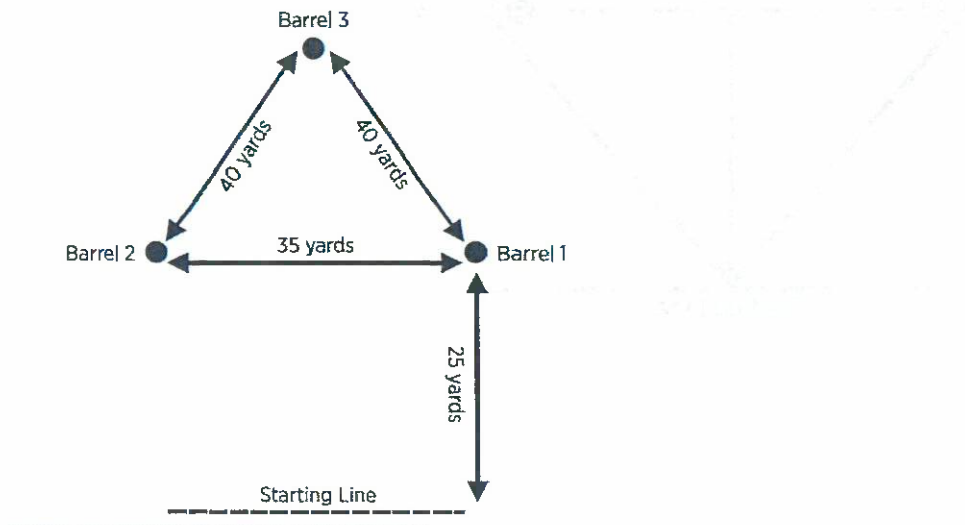 Barrel 3
40 yards
40 yards
Barrel 2
35 yards
Barrel 1
25 yards
Starting Line